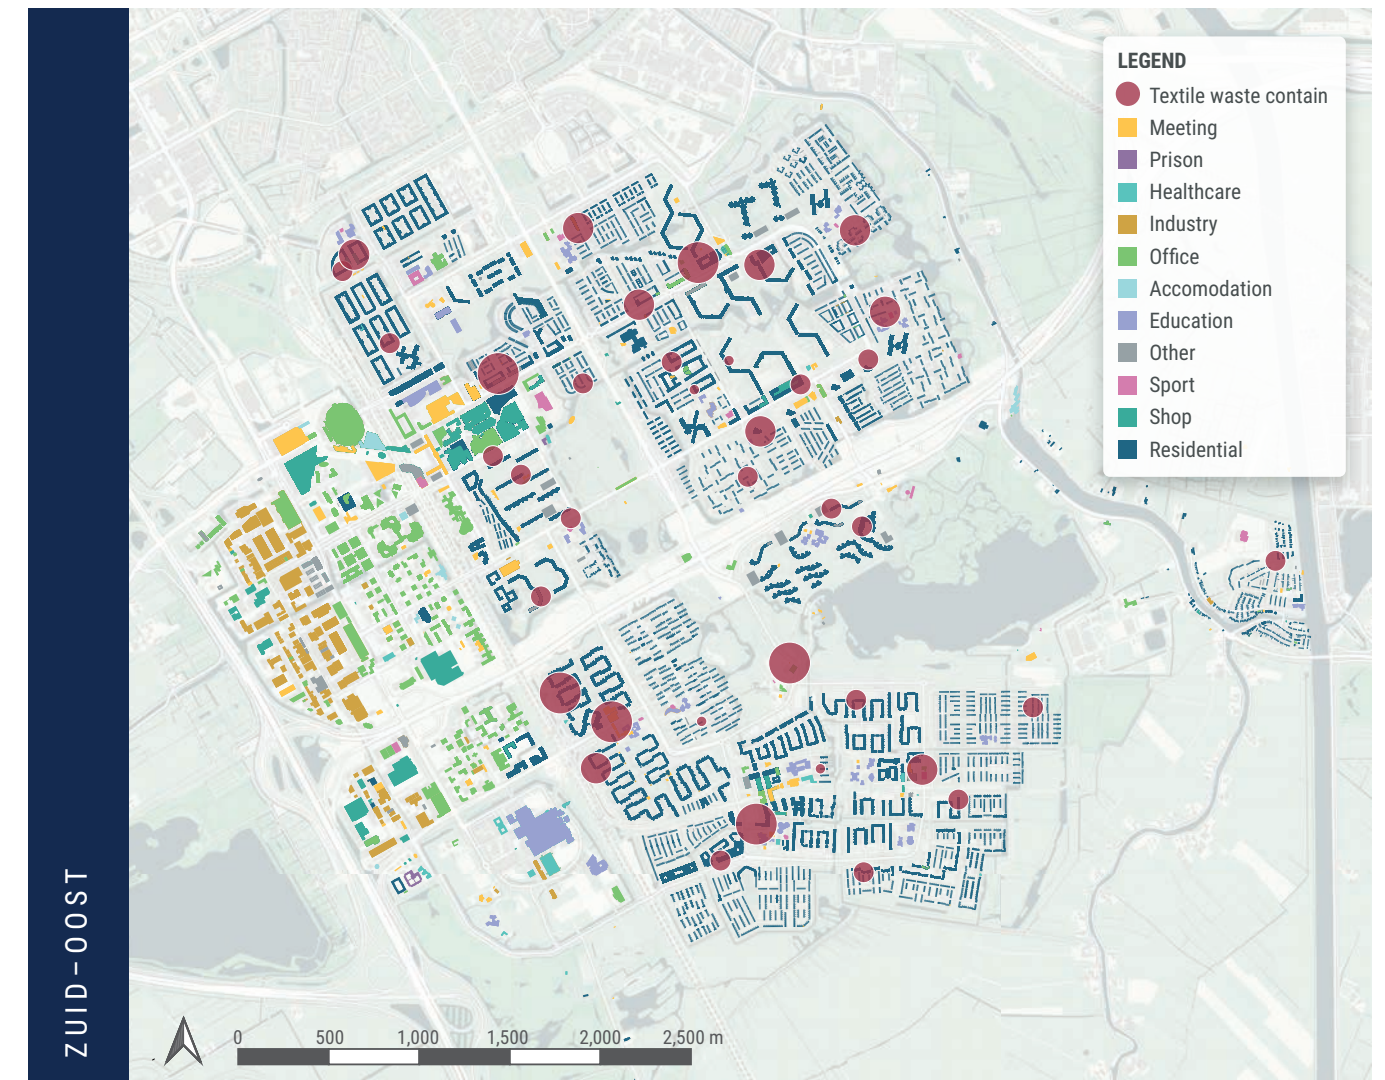 ZUID-OOST
LEGEND
Textile waste contain
Meeting
Prison
Healthcare
Industry
Office
Accomodation
Education
Other
Sport
Shop
Residential
0 500 1,000 1,500 2,000 2,500 m